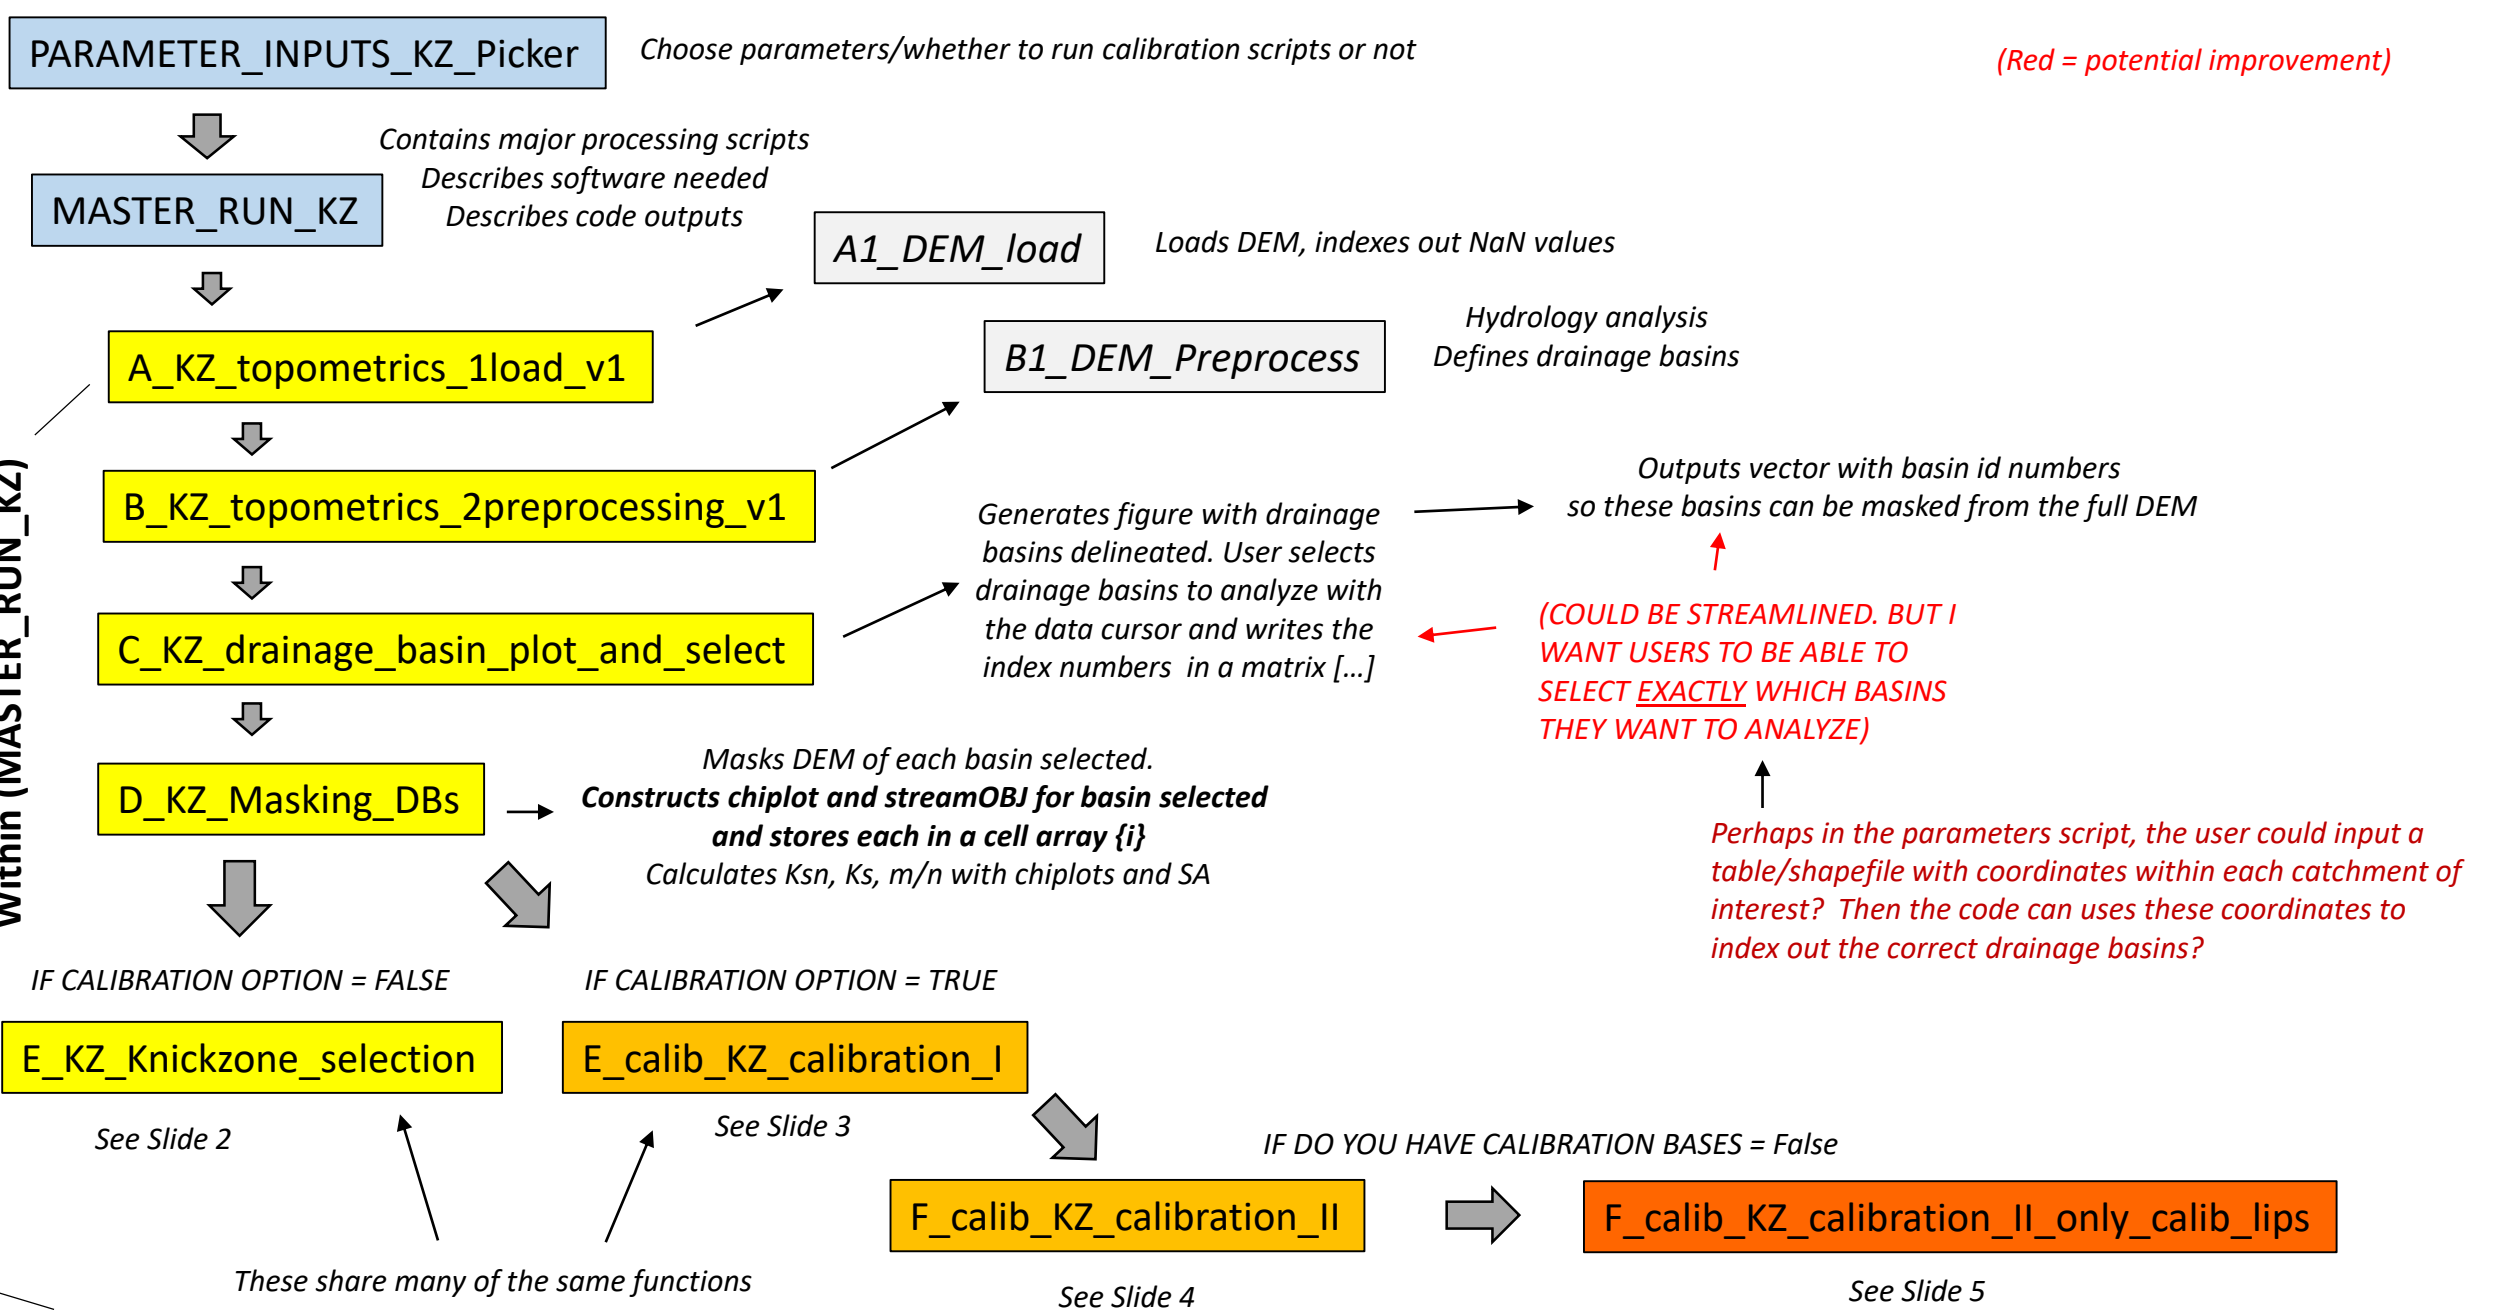 PARAMETER_INPUTS_KZ_Picker
Choose parameters/whether to run calibration scripts or not
(Red = potential improvement)
Contains major processing scripts
Describes software needed
Describes code outputs
MASTER_RUN_KZ
A1_DEM_load
Loads DEM, indexes out NaN values
A_KZ_topometrics_1load_v1
B1_DEM_Preprocess
Hydrology analysis
Defines drainage basins
Within (MASTER_RUN_KZ)
B_KZ_topometrics_2preprocessing_v1
Generates figure with drainage
basins delineated. User selects
drainage basins to analyze with
the data cursor and writes the
index numbers  in a matrix […]
Outputs vector with basin id numbers
so these basins can be masked from the full DEM
C_KZ_drainage_basin_plot_and_select
(COULD BE STREAMLINED. BUT I
WANT USERS TO BE ABLE TO
SELECT EXACTLY WHICH BASINS
THEY WANT TO ANALYZE)
D_KZ_Masking_DBs
Masks DEM of each basin selected.
Constructs chiplot and streamOBJ for basin selected
and stores each in a cell array {i}
Calculates Ksn, Ks, m/n with chiplots and SA
Perhaps in the parameters script, the user could input a
table/shapefile with coordinates within each catchment of
interest?  Then the code can uses these coordinates to
index out the correct drainage basins?
IF CALIBRATION OPTION = FALSE
IF CALIBRATION OPTION = TRUE
E_KZ_Knickzone_selection
E_calib_KZ_calibration_I
See Slide 2
See Slide 3
IF DO YOU HAVE CALIBRATION BASES = False
F_calib_KZ_calibration_II
F_calib_KZ_calibration_II_only_calib_lips
These share many of the same functions
See Slide 4
See Slide 5